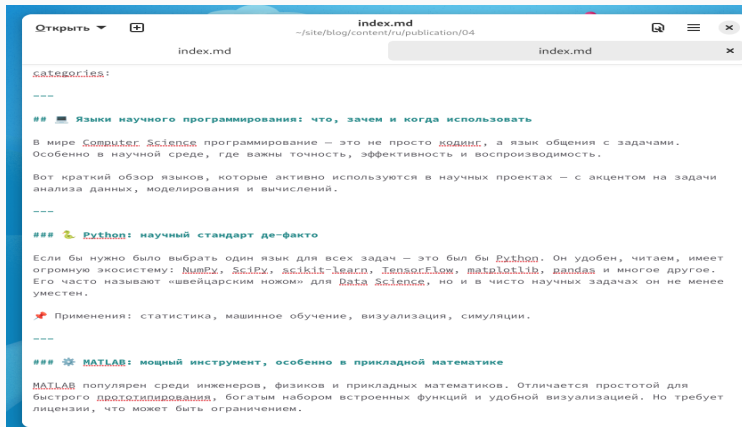 Открыть
index.md
~/site/blog/content/ru/publication/04
index.md
index.md
categories:
---
## 💻 Языки научного программирования: что, зачем и когда использовать
В мире Computer Science программирование — это не просто кодинг, а язык общения с задачами.
Особенно в научной среде, где важны точность, эффективность и воспроизводимость.
Вот краткий обзор языков, которые активно используются в научных проектах — с акцентом на задачи
анализа данных, моделирования и вычислений.
---
### 🐍 Python: научный стандарт де-факто
Если бы нужно было выбрать один язык для всех задач — это был бы Python. Он удобен, читаем, имеет
огромную экосистему: NumPy, SciPy, scikit-learn, TensorFlow, matplotlib, pandas и многое другое.
Его часто называют «швейцарским ножом» для Data Science, но и в чисто научных задачах он не менее
уместен.
📌 Применения: статистика, машинное обучение, визуализация, симуляции.
---
### ⚙️ MATLAB: мощный инструмент, особенно в прикладной математике
MATLAB популярен среди инженеров, физиков и прикладных математиков. Отличается простотой для
быстрого прототипирования, богатым набором встроенных функций и удобной визуализацией. Но требует
лицензии, что может быть ограничением.